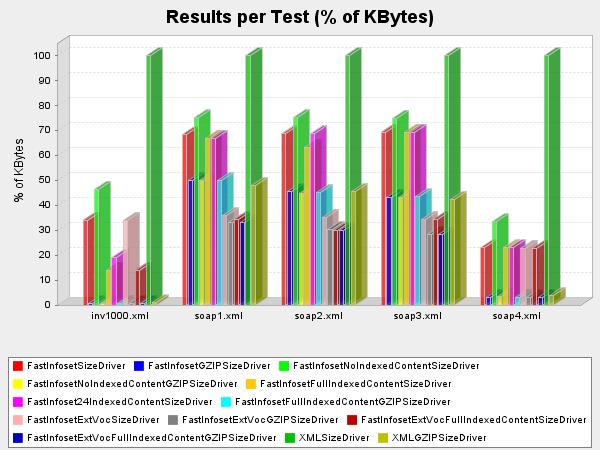 Results per Test (% of KBytes)
% of KBytes
100
90
80
70
60
50
40
30
20
10
0
inv1000.xml soap1.xml soap2.xml soap3.xml soap4.xml
FastInfosetSizeDriver FastInfosetGZIPSizeDriver FastInfosetNoIndexedContentSizeDriver
FastInfosetNoIndexedContentGZIPSizeDriver FastInfosetFullIndexedContentSizeDriver
FastInfoset24IndexedContentSizeDriver FastInfosetFullIndexedContentGZIPSizeDriver
FastInfosetExtVocSizeDriver FastInfosetExtVocGZIPSizeDriver FastInfosetExtVocFullIndexedContentSizeDriver
FastInfosetExtVocFullIndexedContentGZIPSizeDriver XMLSizeDriver XMLGZIPSizeDriver